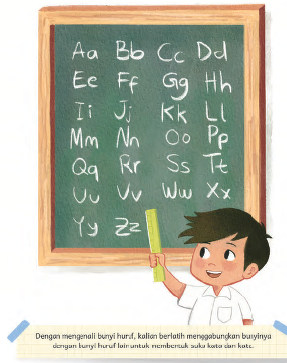 Aa Bb Cc Dd
Ee Ff Gg Hh
Ii Jj Kk Ll
Mm Nn Oo Pp
Qq Rr Ss Tt
Uu Vv Ww Xx
Yy Zz
Dengan mengenali bunyi huruf, kalian berlatih menggabungkan bunyinya
dengan bunyi huruf lain untuk membentuk suku kata dan kata.